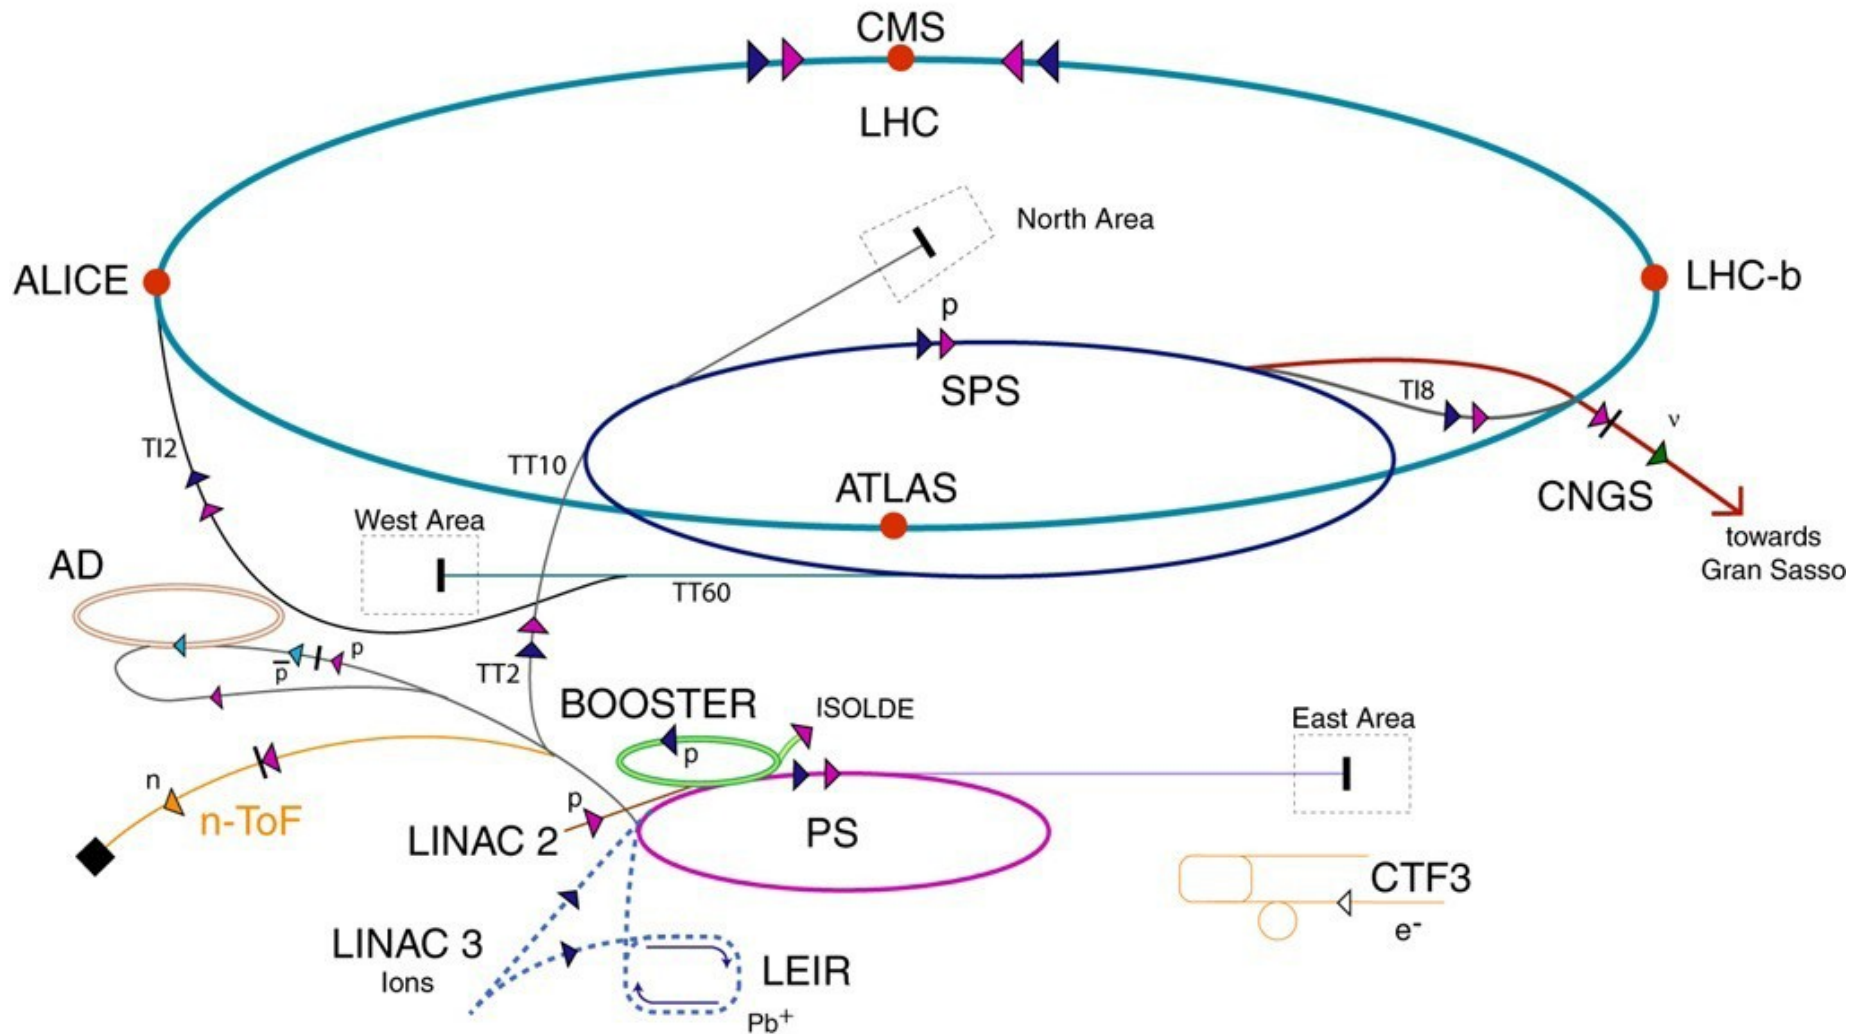 CMS
LHC
North Area
ALICE
LHC-b
p
SPS
TI8
TI2
TT10
ν
ATLAS
CNGS
West Area
towards
Gran Sasso
AD
TT60
p̅
p
TT2
BOOSTER
ISOLDE
East Area
p
n
p
n-ToF
LINAC 2
PS
CTF3
e-
LINAC 3
Ions
LEIR
Pb+